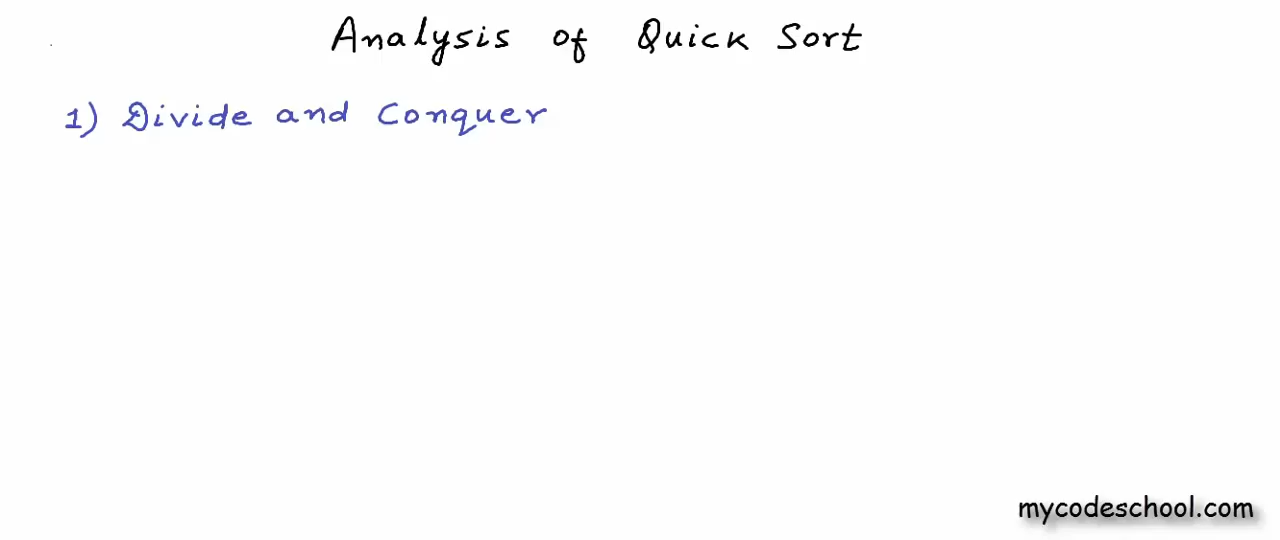 Analysis of Quick Sort
1) Divide and Conquer
mycodeschool.com